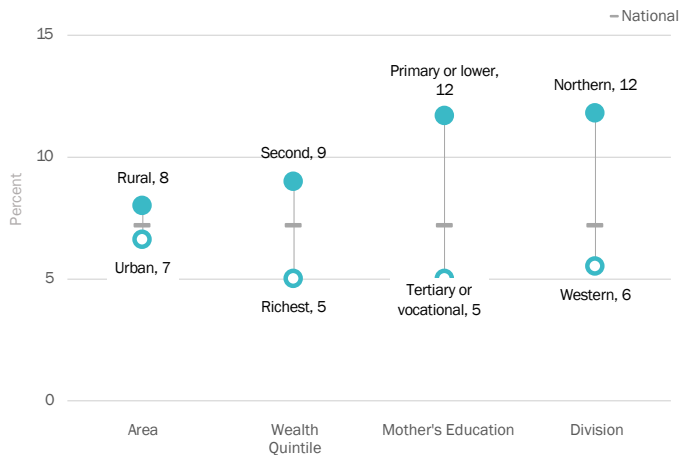 National
15
Primary or lower,
12
Northern, 12
Second, 9
10
Rural, 8
Percent
Urban, 7
5
Richest, 5
Tertiary or
vocational, 5
Western, 6
0
Area
Wealth
Quintile
Mother's Education
Division